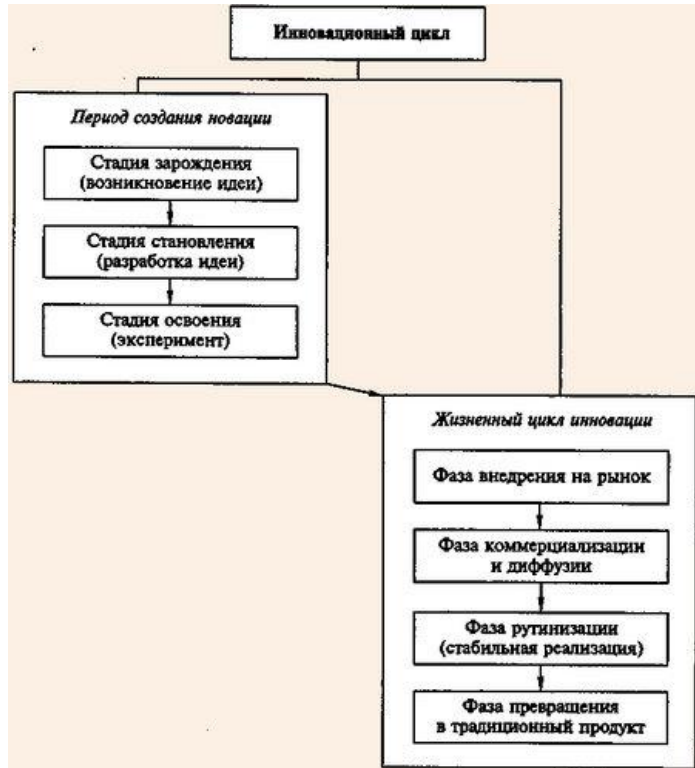 Инновационный цикл
Период создания новации
Стадия зарождения
(возникновение идеи)
Стадия становления
(разработка идеи)
Стадия освоения
(эксперимент)
Жизненный цикл инновации
Фаза внедрения на рынок
Фаза коммерциализации
и диффузии
Фаза рутинизации
(стабильная реализация)
Фаза превращения
в традиционный продукт